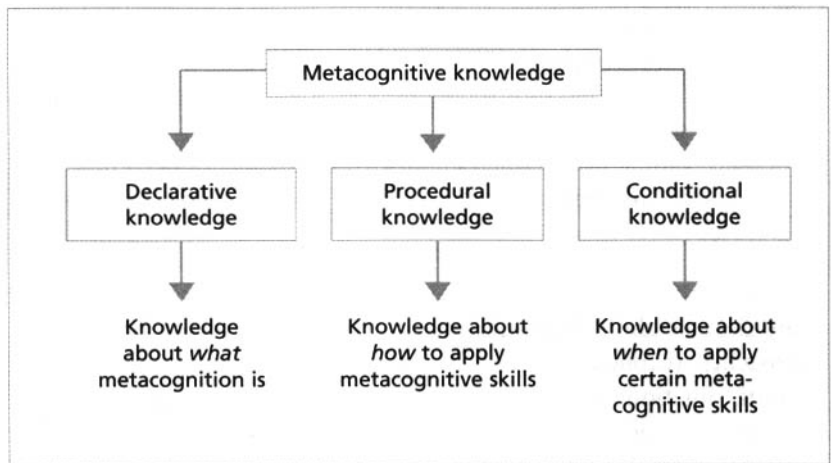 Metacognitive knowledge
Declarative
knowledge
Procedural
knowledge
Conditional
knowledge
Knowledge
about what
metacognition is
Knowledge about
how to apply
metacognitive skills
Knowledge about
when to apply
certain meta-
cognitive skills